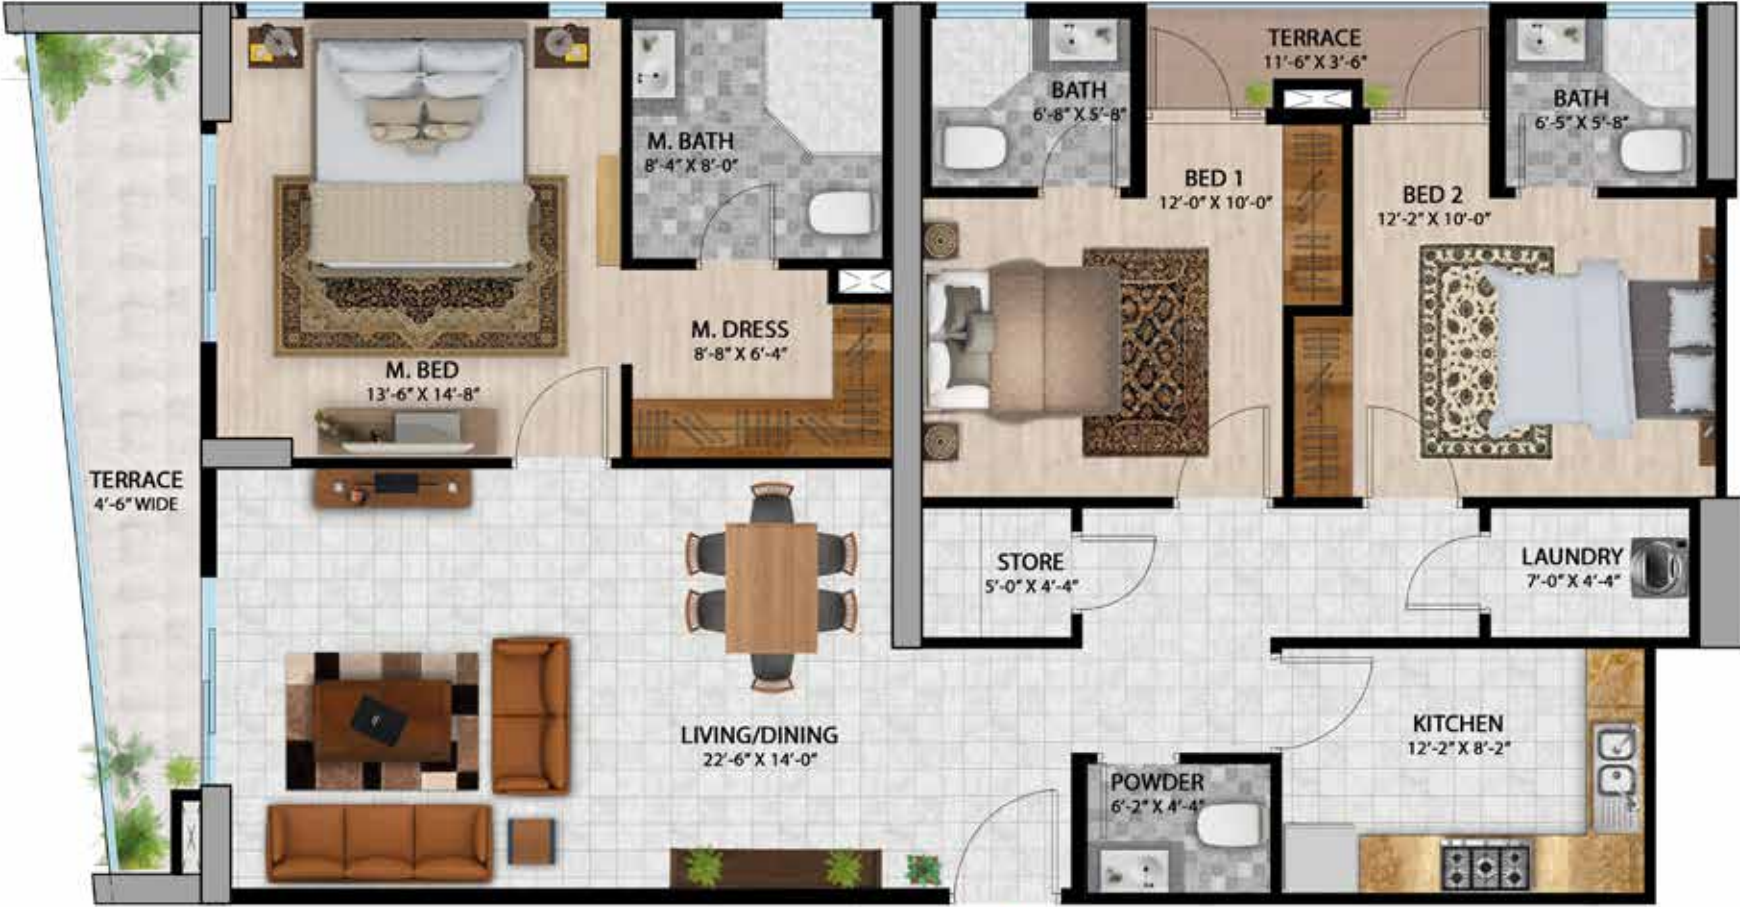 TERRACE
11'-6" X 3'-6"
BATH
6'-8" X 5'-8"
BATH
6'-5" X 5'-8"
M. BATH
8'-4" X 8'-0"
BED 1
12'-0" X 10'-0"
BED 2
12'-2" X 10'-0"
M. DRESS
8'-8" X 6'-4"
M. BED
13'-6" X 14'-8"
TERRACE
4'-6" WIDE
STORE
5'-0" X 4'-4"
LAUNDRY
7'-0" X 4'-4"
LIVING/DINING
22'-6" X 14'-0"
KITCHEN
12'-2" X 8'-2"
POWDER
6'-2" X 4'-4"